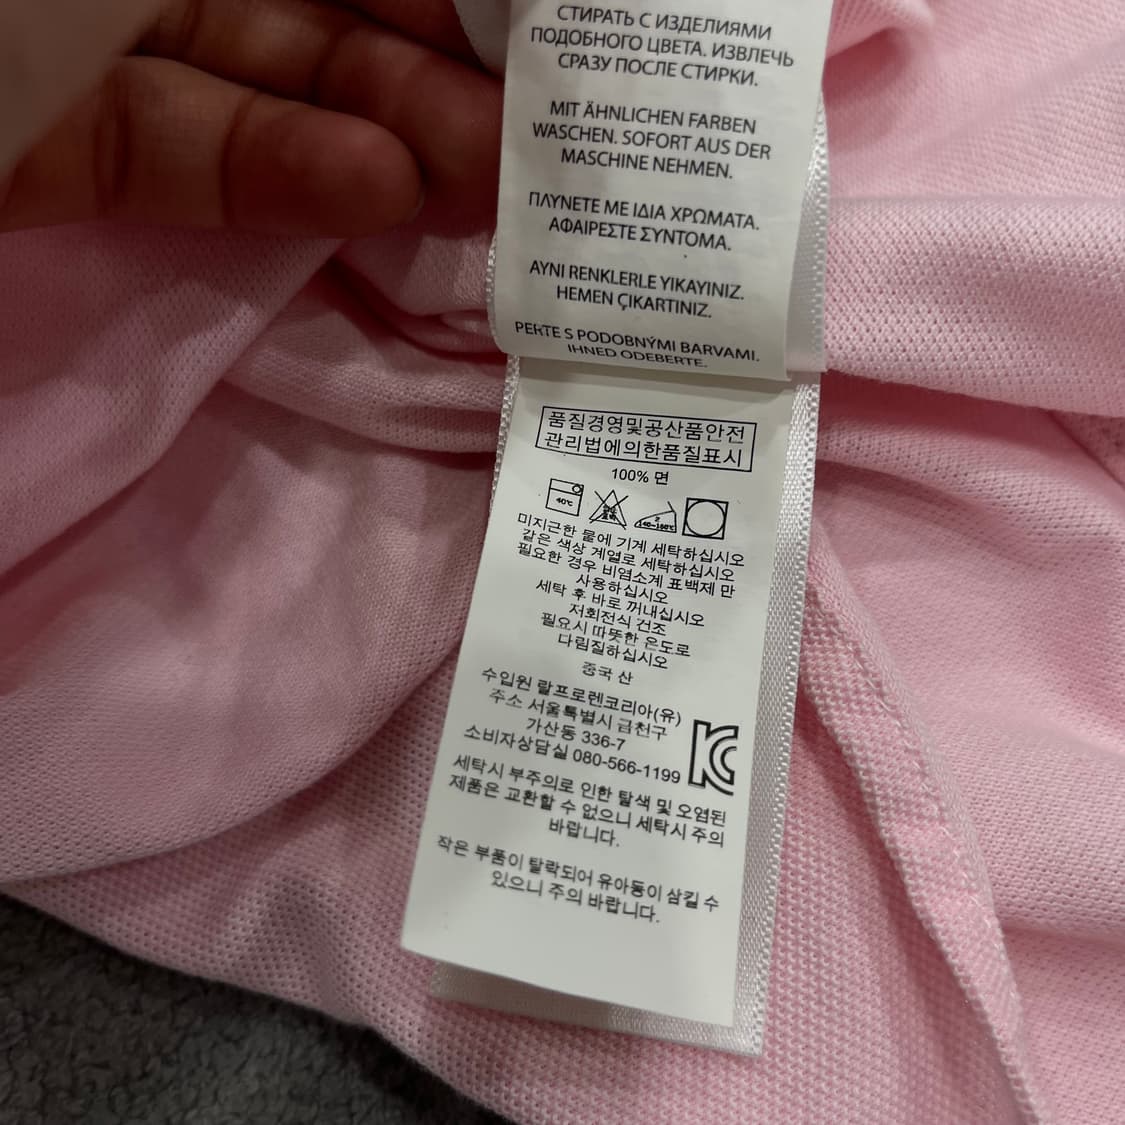 СТИРАТЬ С ИЗДЕЛИЯМИ
ПОДОБНОГО ЦВЕТА. ИЗВЛЕЧЬ
СРАЗУ ПОСЛЕ СТИРКИ.
MIT ÄHNLICHEN FARBEN
WASCHEN. SOFORT AUS DER
MASCHINE NEHMEN.
ΠΛΥΝΕΤΕ ΜΕ ΙΔΙΑ ΧΡΩΜΑΤΑ.
ΑΦΑΙΡΕΣΤΕ ΣΥΝΤΟΜΑ.
AYNI RENKLERLE YIKAYINIZ.
HEMEN ÇIKARTINIZ.
PERTE S PODOBNÝMI BARVAMI.
IHNED ODEBERTE.
품질경영및공산품안전
관리법에의한품질표시
100% 면
40℃
염소 표백
2 140~160℃
미지근한 물에 기계 세탁하십시오
같은 색상 계열로 세탁하십시오
필요한 경우 비염소계 표백제 만
사용하십시오
세탁 후 바로 꺼내십시오
저회전식 건조
필요시 따뜻한 온도로
다림질하십시오
중국 산
수입원 랄프로렌코리아(유)
주소 서울특별시 금천구
가산동 336-7
소비자상담실 080-566-1199
세탁시 부주의로 인한 탈색 및 오염된
제품은 교환할 수 없으니 세탁시 주의
바랍니다.
작은 부품이 탈락되어 유아동이 삼킬 수
있으니 주의 바랍니다.